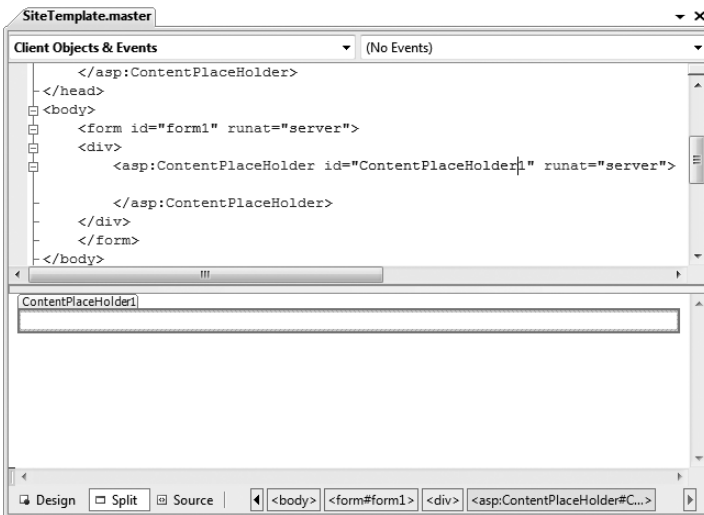 SiteTemplate.master
Client Objects & Events (No Events)
</asp:ContentPlaceHolder>
</head>
<body>
<form id="form1" runat="server">
<div>
<asp:ContentPlaceHolder id="ContentPlaceHolder1" runat="server">
</asp:ContentPlaceHolder>
</div>
</form>
</body>
ContentPlaceHolder1
Design Split Source <body> <form#form1> <div> <asp:ContentPlaceHolder#C...>